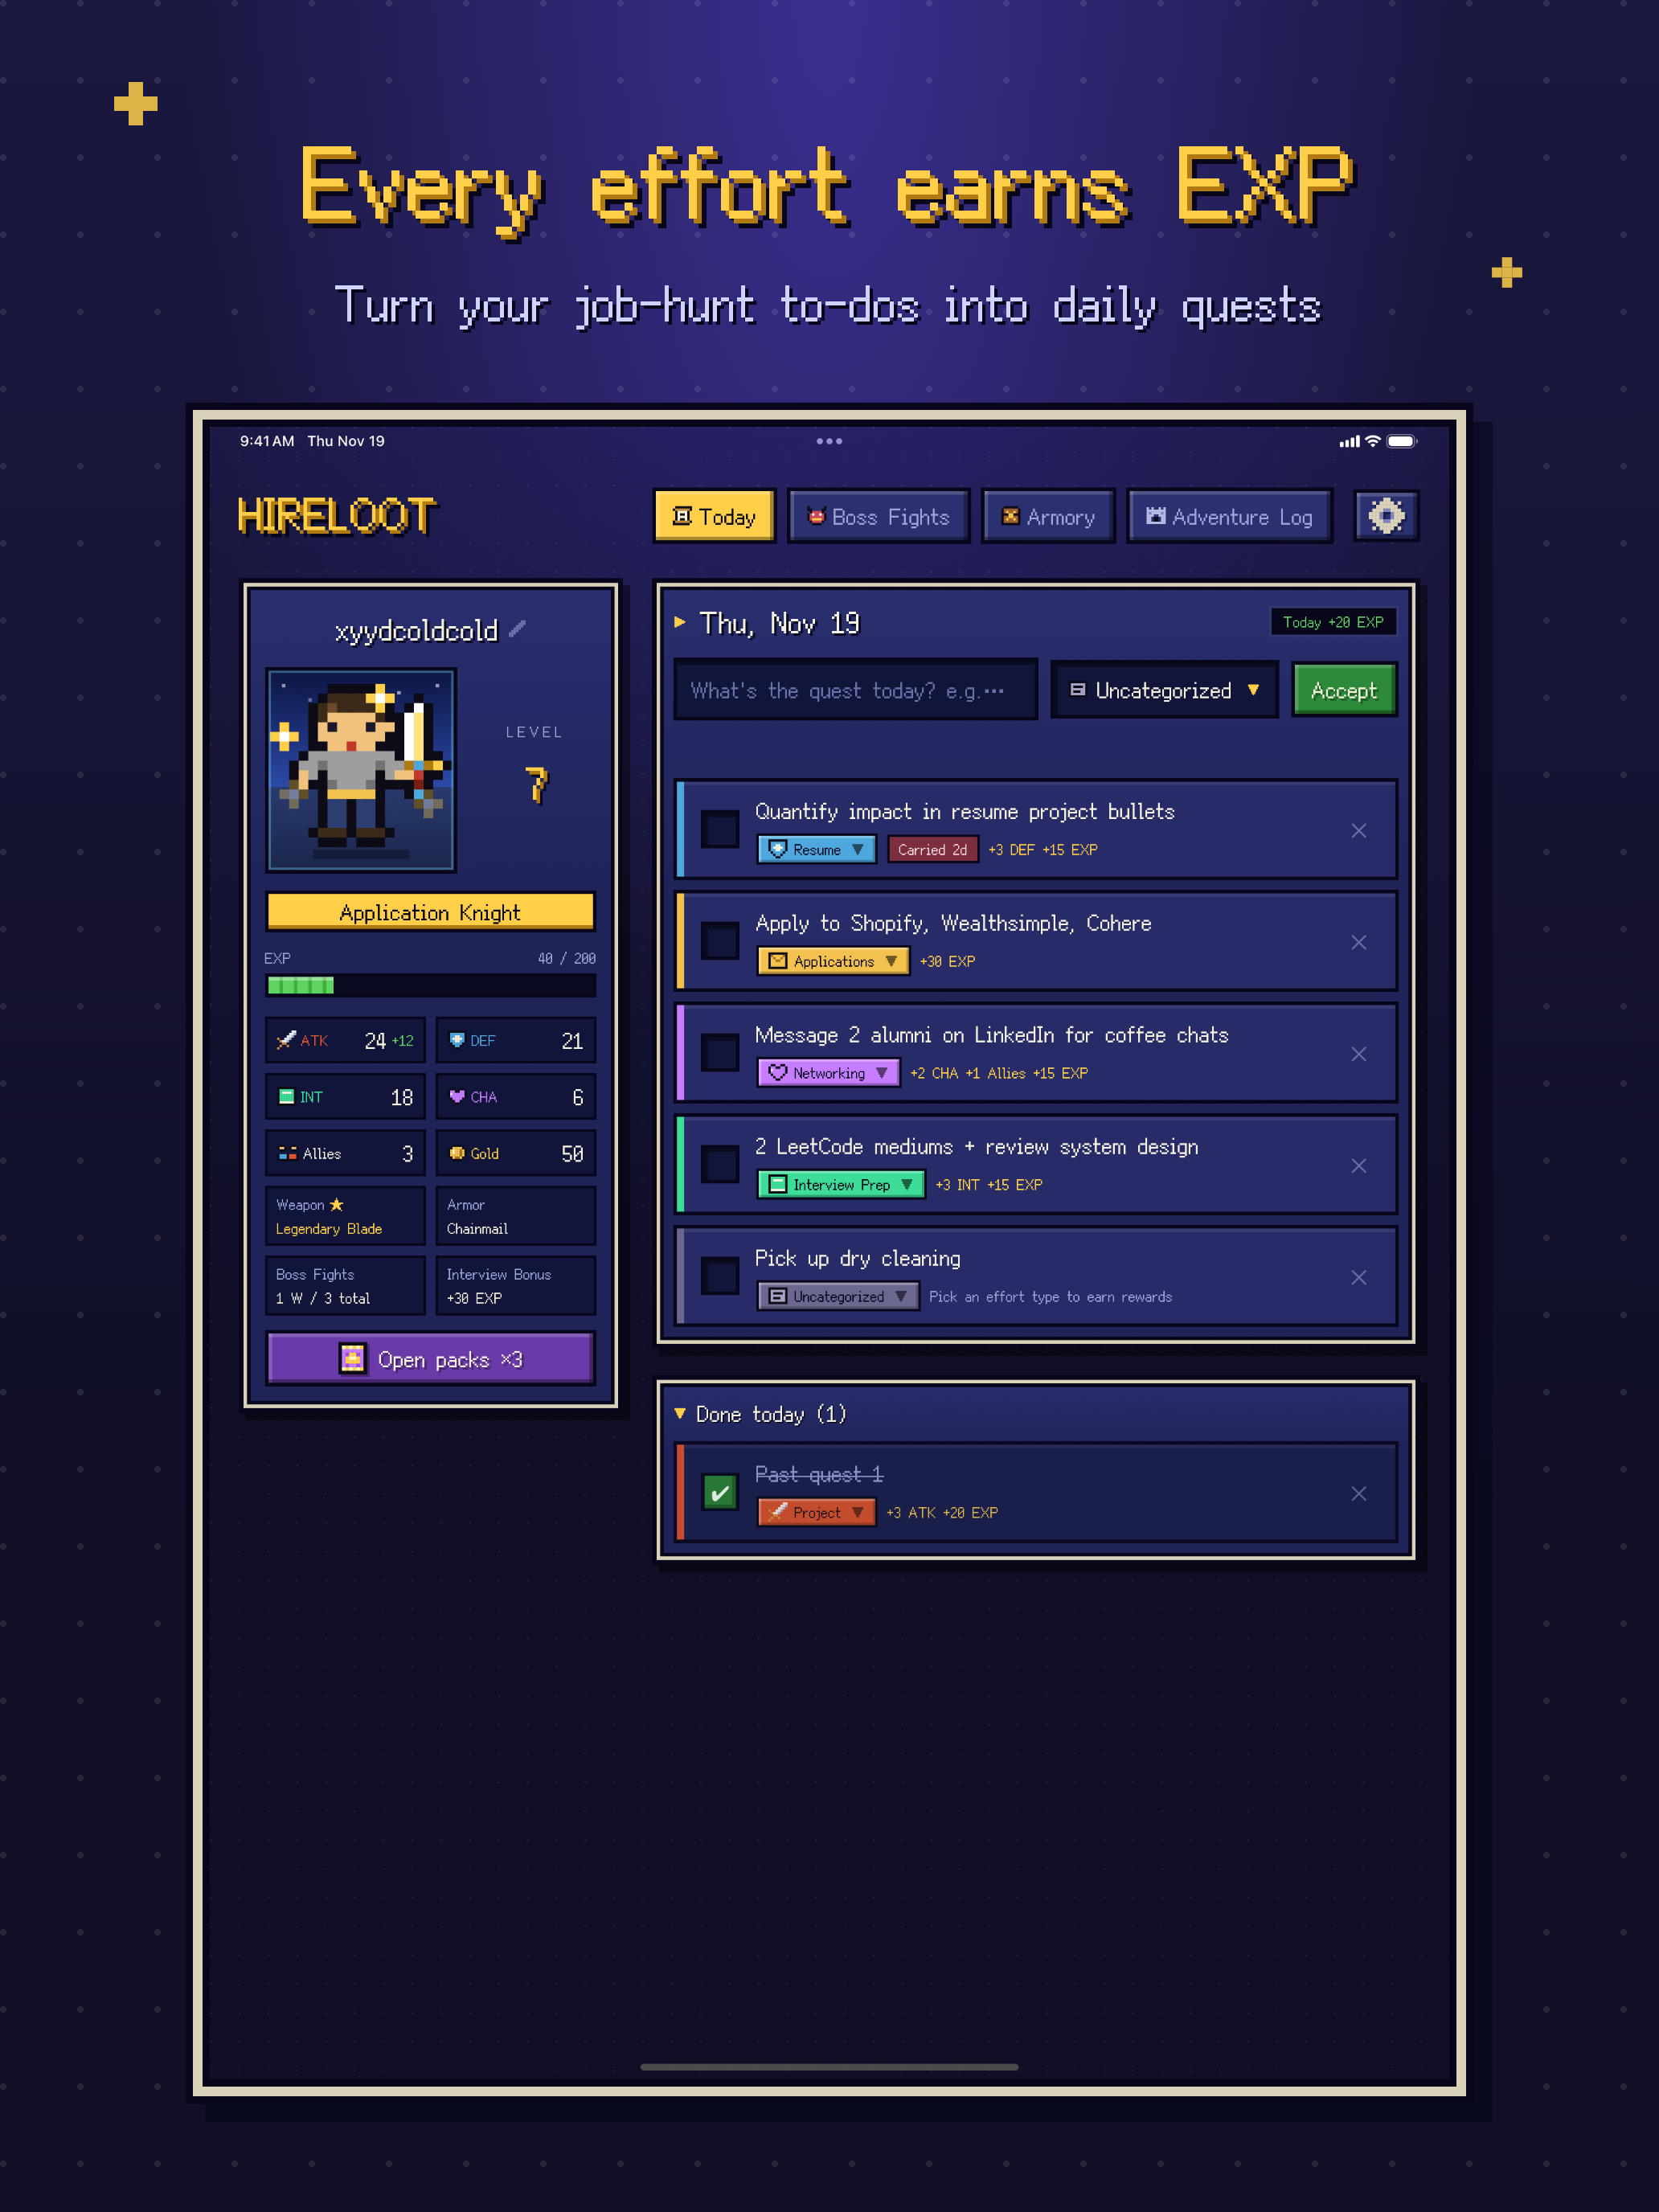 Every effort earns EXP
Turn your job-hunt to-dos into daily quests
9:41 AM Thu Nov 19
HIRELOOT
Today
Boss Fights
Armory
Adventure Log
xyydcoldcold
LEVEL
7
Application Knight
EXP 40 / 200
ATK 24 +12
DEF 21
INT 18
CHA 6
Allies 3
Gold 50
Weapon
Legendary Blade
Armor
Chainmail
Boss Fights
1 W / 3 total
Interview Bonus
+30 EXP
Open packs ×3
Thu, Nov 19
Today +20 EXP
What's the quest today? e.g.…
Uncategorized
Accept
Quantify impact in resume project bullets
Resume Carried 2d +3 DEF +15 EXP
Apply to Shopify, Wealthsimple, Cohere
Applications +30 EXP
Message 2 alumni on LinkedIn for coffee chats
Networking +2 CHA +1 Allies +15 EXP
2 LeetCode mediums + review system design
Interview Prep +3 INT +15 EXP
Pick up dry cleaning
Uncategorized Pick an effort type to earn rewards
Done today (1)
Past quest 1
Project +3 ATK +20 EXP